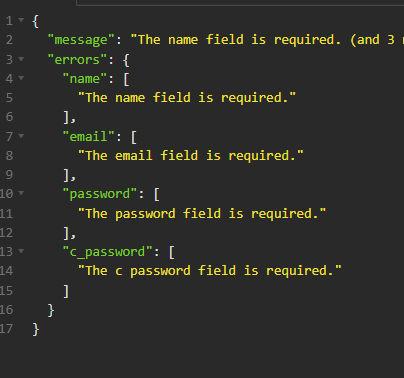 1 {
2 "message": "The name field is required. (and 3
3 "errors": {
4 "name": [
5 "The name field is required."
6 ],
7 "email": [
8 "The email field is required."
9 ],
10 "password": [
11 "The password field is required."
12 ],
13 "c_password": [
14 "The c password field is required."
15 ]
16 }
17 }